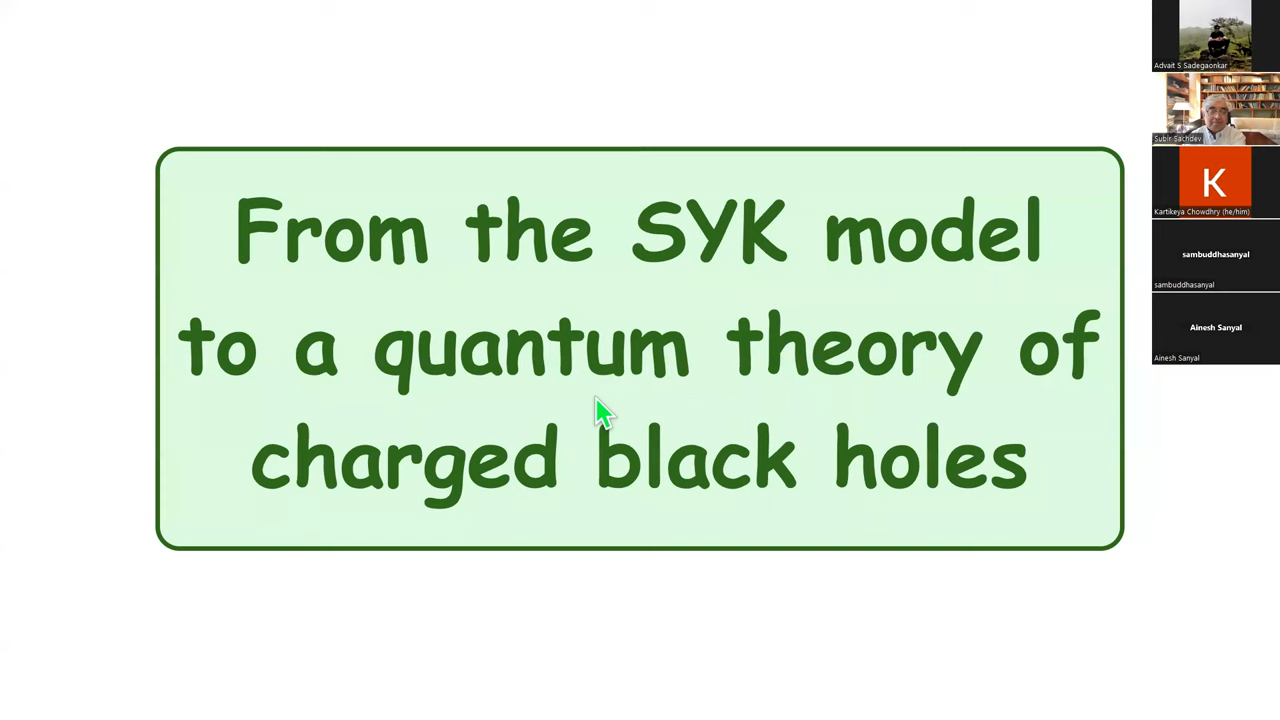 From the SYK model
to a quantum theory of
charged black holes
Advait S Sadegaonkar
Subir Sachdev
K
Kartikeya Chowdhry (he/him)
sambuddhasanyal
sambuddhasanyal
Ainesh Sanyal
Ainesh Sanyal